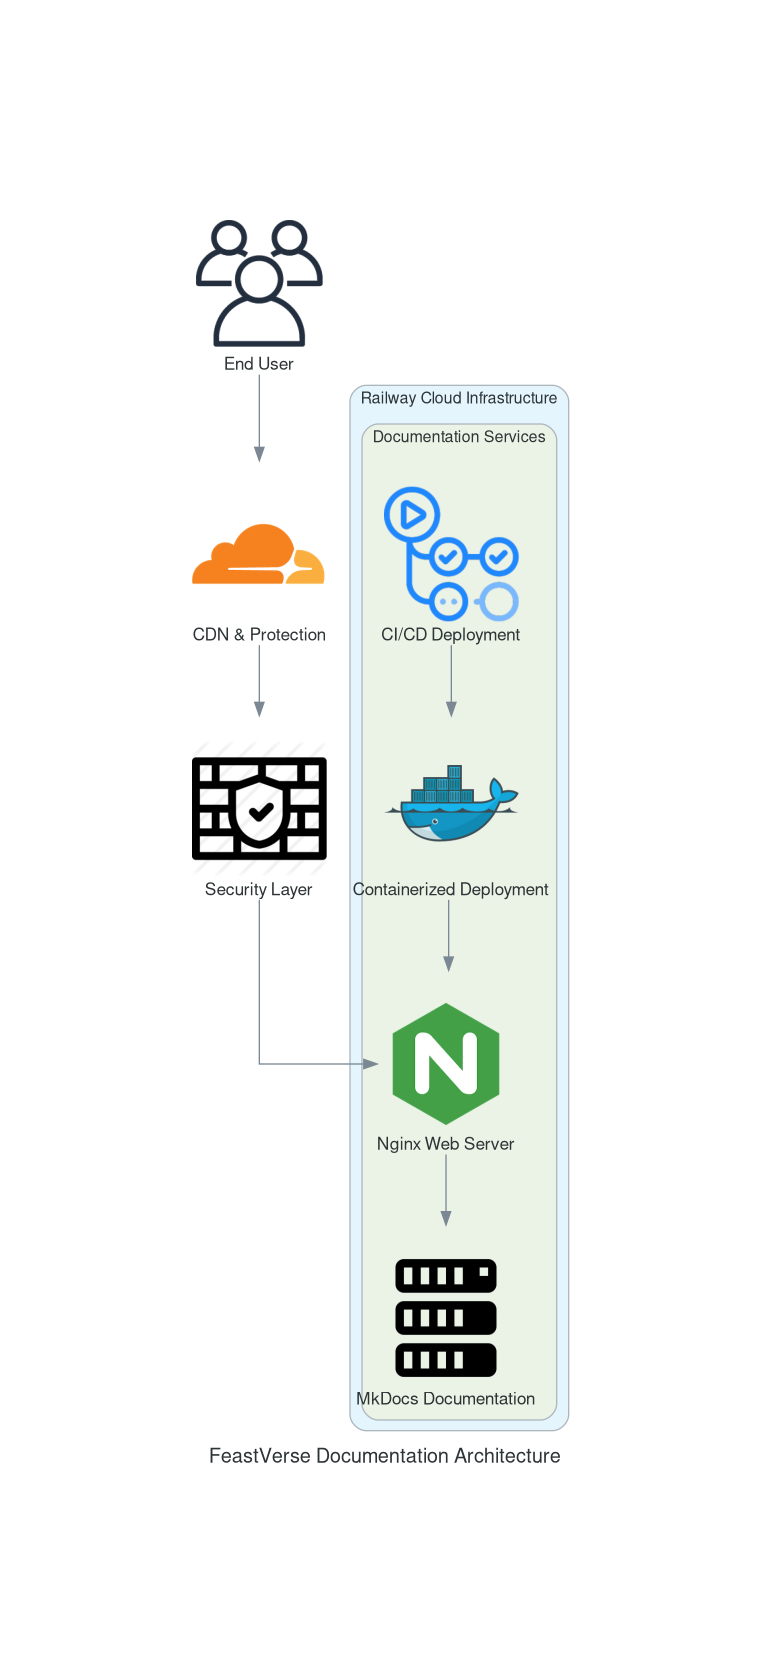 End User
Railway Cloud Infrastructure
Documentation Services
CDN & Protection
CI/CD Deployment
Security Layer
Containerized Deployment
Nginx Web Server
MkDocs Documentation
FeastVerse Documentation Architecture